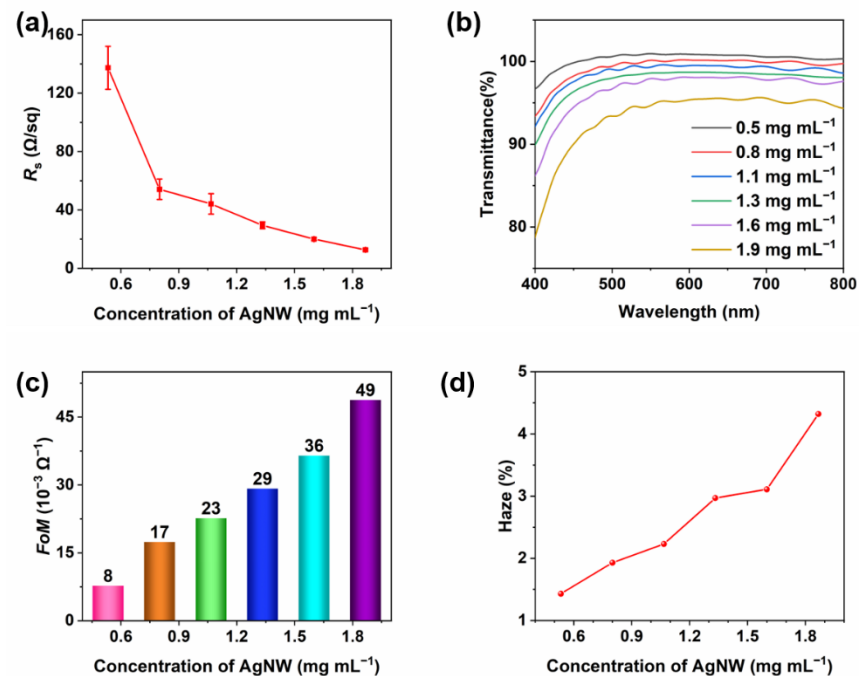 (a)
160
120
80
40
0
Rs (Ω/sq)
0.6 0.9 1.2 1.5 1.8
Concentration of AgNW (mg mL⁻¹)
(b)
100
90
80
Transmittance(%)
0.5 mg mL⁻¹
0.8 mg mL⁻¹
1.1 mg mL⁻¹
1.3 mg mL⁻¹
1.6 mg mL⁻¹
1.9 mg mL⁻¹
400 500 600 700 800
Wavelength (nm)
(c)
45
30
15
0
FoM (10⁻³ Ω⁻¹)
8 17 23 29 36 49
0.6 0.9 1.2 1.5 1.8
Concentration of AgNW (mg mL⁻¹)
(d)
5
4
3
2
1
Haze (%)
0.6 0.9 1.2 1.5 1.8
Concentration of AgNW (mg mL⁻¹)